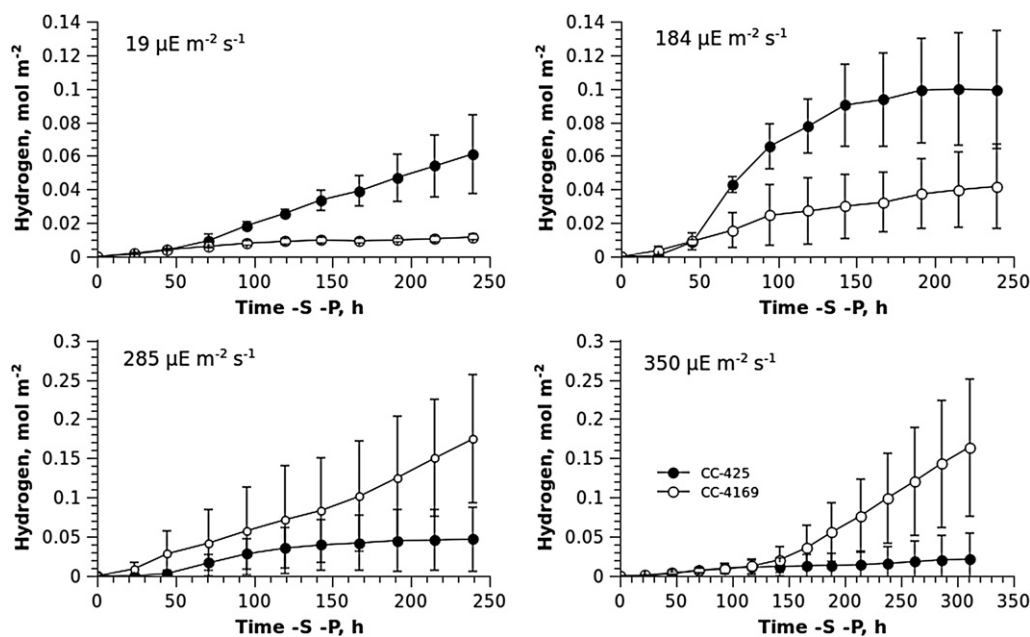 0.14
0.12
0.1
0.08
0.06
0.04
0.02
0
Hydrogen, mol m⁻²
19 µE m⁻² s⁻¹
0 50 100 150 200 250
Time -S -P, h
0.14
0.12
0.1
0.08
0.06
0.04
0.02
0
Hydrogen, mol m⁻²
184 µE m⁻² s⁻¹
0 50 100 150 200 250
Time -S -P, h
0.3
0.25
0.2
0.15
0.1
0.05
0
Hydrogen, mol m⁻²
285 µE m⁻² s⁻¹
0 50 100 150 200 250
Time -S -P, h
0.3
0.25
0.2
0.15
0.1
0.05
0
Hydrogen, mol m⁻²
350 µE m⁻² s⁻¹
CC-425
CC-4169
0 50 100 150 200 250 300 350
Time -S -P, h